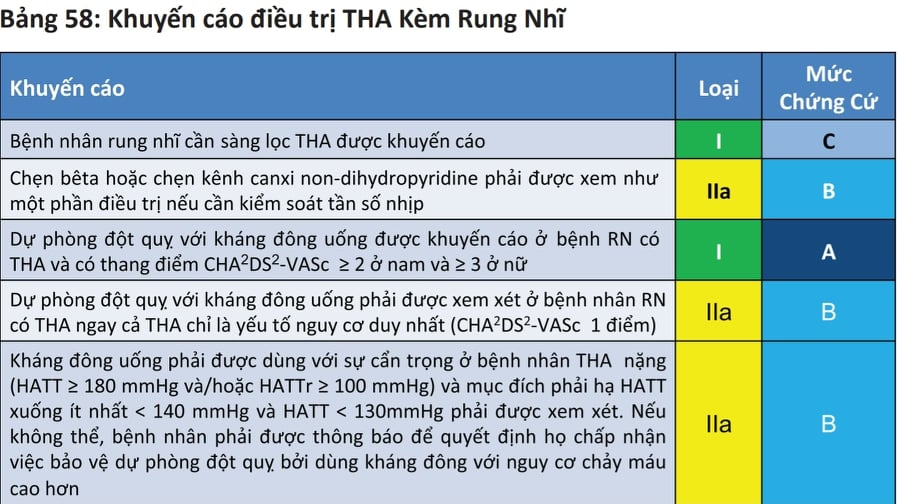 Bảng 58: Khuyến cáo điều trị THA Kèm Rung Nhĩ
Khuyến cáo
Loại
Mức
Chứng Cứ
Bệnh nhân rung nhĩ cần sàng lọc THA được khuyến cáo
I
C
Chẹn bêta hoặc chẹn kênh canxi non-dihydropyridine phải được xem như
một phần điều trị nếu cần kiểm soát tần số nhịp
IIa
B
Dự phòng đột quỵ với kháng đông uống được khuyến cáo ở bệnh RN có
THA và có thang điểm CHA²DS²-VASc ≥ 2 ở nam và ≥ 3 ở nữ
I
A
Dự phòng đột quỵ với kháng đông uống phải được xem xét ở bệnh nhân RN
có THA ngay cả THA chỉ là yếu tố nguy cơ duy nhất (CHA²DS²-VASc 1 điểm)
IIa
B
Kháng đông uống phải được dùng với sự cẩn trọng ở bệnh nhân THA nặng
(HATT ≥ 180 mmHg và/hoặc HATTr ≥ 100 mmHg) và mục đích phải hạ HATT
xuống ít nhất < 140 mmHg và HATT < 130mmHg phải được xem xét. Nếu
không thể, bệnh nhân phải được thông báo để quyết định họ chấp nhận
việc bảo vệ dự phòng đột quỵ bởi dùng kháng đông với nguy cơ chảy máu
cao hơn
IIa
B